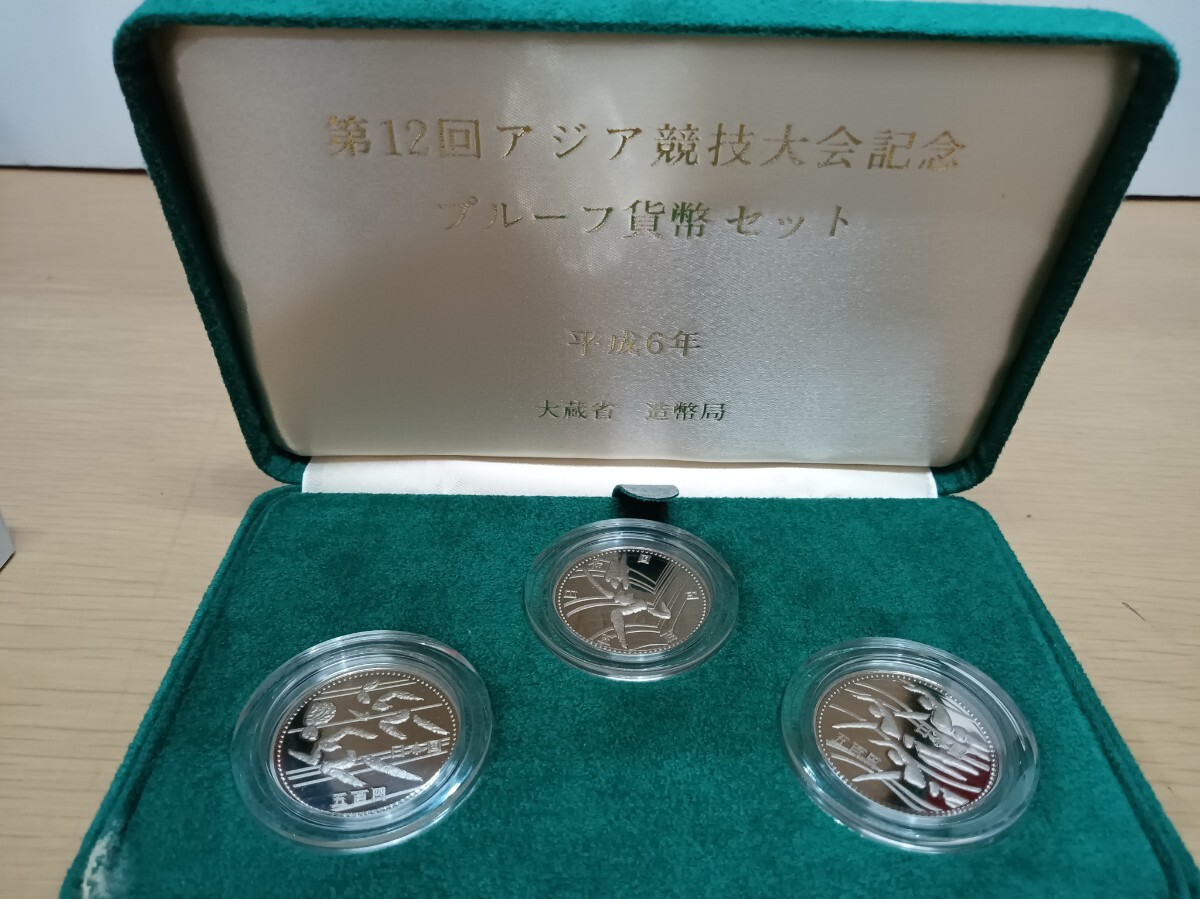 第12回アジア競技大会記念
プルーフ貨幣セット
平成6年
大蔵省 造幣局
日本国
五百円
五百円